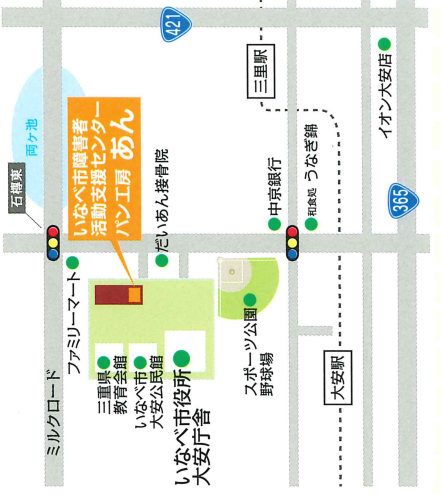 421
三里駅
イオン大安店
365
両ヶ池
石榑東
いなべ市障害者
活動支援センター
パン工房 あん
だいあん接骨院
中京銀行
和食処 うなぎ錦
ファミリーマート
ミルクロード
三重県
教育会館
いなべ市
大安公民館
いなべ市役所
大安庁舎
スポーツ公園
野球場
大安駅